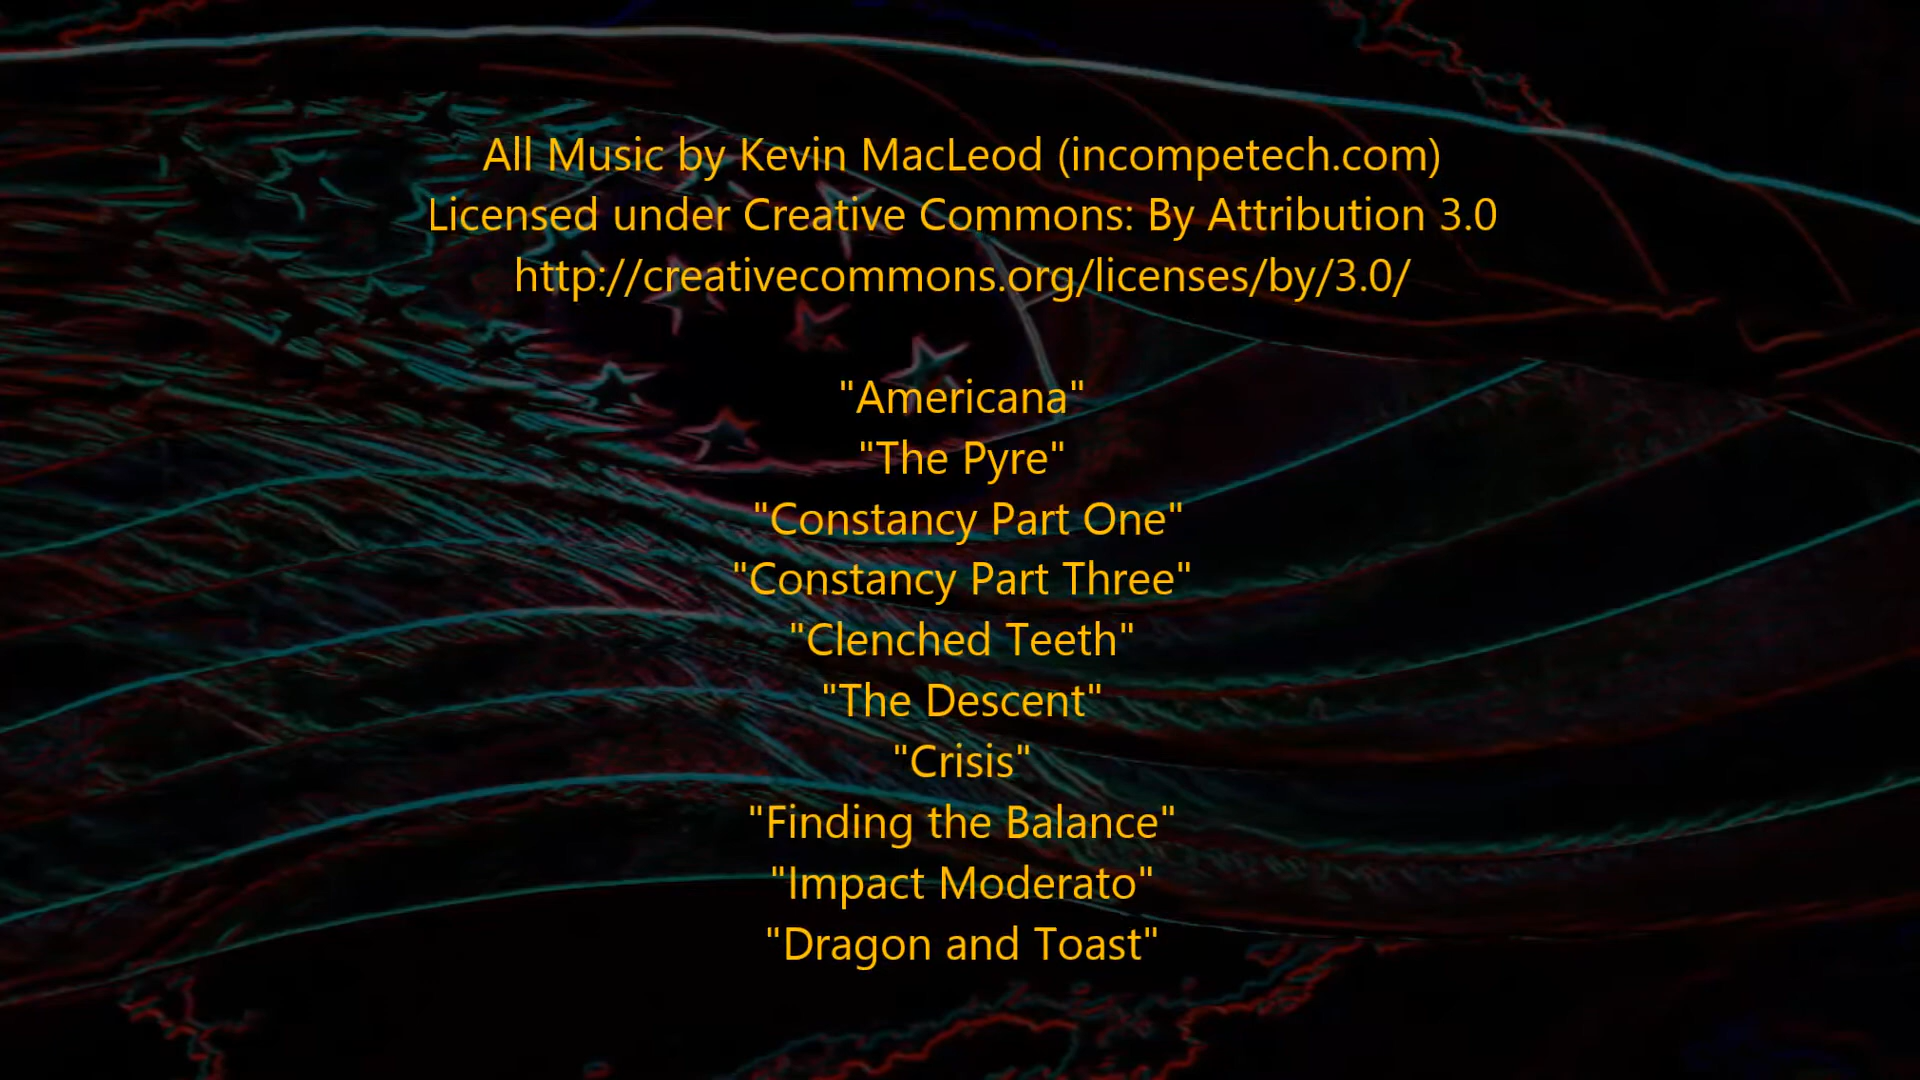 All Music by Kevin MacLeod (incompetech.com)
Licensed under Creative Commons: By Attribution 3.0
http://creativecommons.org/licenses/by/3.0/
"Americana"
"The Pyre"
"Constancy Part One"
"Constancy Part Three"
"Clenched Teeth"
"The Descent"
"Crisis"
"Finding the Balance"
"Impact Moderato"
"Dragon and Toast"